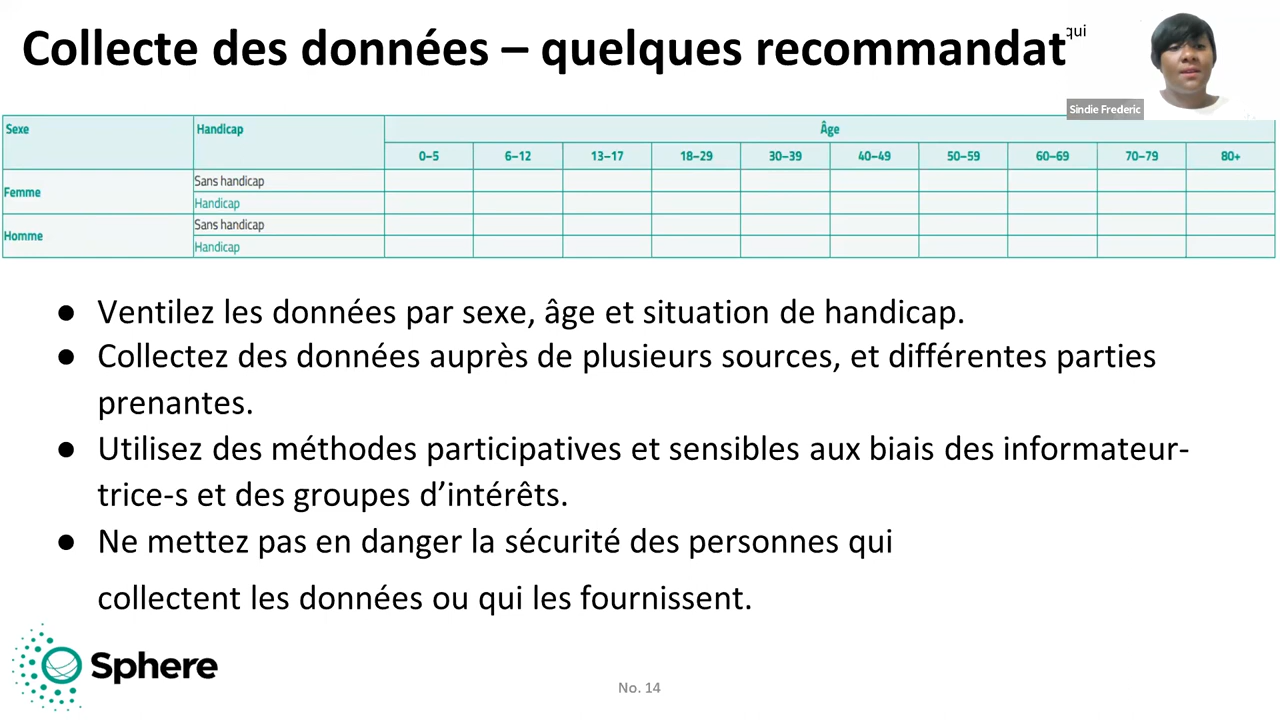 Collecte des données – quelques recommandat
qui
Sindie Frederic
Sexe Handicap Âge
0–5 6–12 13–17 18–29 30–39 40–49 50–59 60–69 70–79 80+
Femme
Sans handicap
Handicap
Homme
Sans handicap
Handicap
● Ventilez les données par sexe, âge et situation de handicap.
● Collectez des données auprès de plusieurs sources, et différentes parties
prenantes.
● Utilisez des méthodes participatives et sensibles aux biais des informateur-
trice-s et des groupes d’intérêts.
● Ne mettez pas en danger la sécurité des personnes qui
collectent les données ou qui les fournissent.
Sphere
No. 14